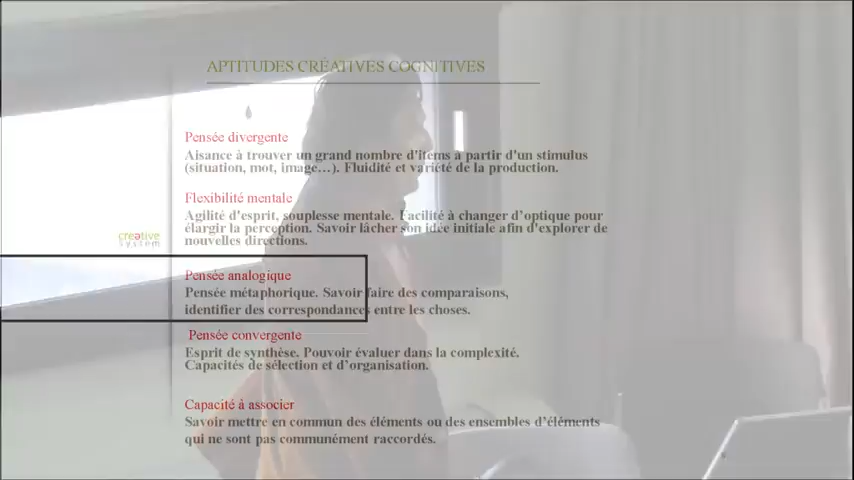 APTITUDES CRÉATIVES COGNITIVES
Pensée divergente
Aisance à trouver un grand nombre d'items à partir d'un stimulus
(situation, mot, image…). Fluidité et variété de la production.
Flexibilité mentale
Agilité d'esprit, souplesse mentale. Facilité à changer d'optique pour
élargir la perception. Savoir lâcher son idée initiale afin d'explorer de
nouvelles directions.
creative
system
Pensée analogique
Pensée métaphorique. Savoir faire des comparaisons,
identifier des correspondances entre les choses.
Pensée convergente
Esprit de synthèse. Pouvoir évaluer dans la complexité.
Capacités de sélection et d'organisation.
Capacité à associer
Savoir mettre en commun des éléments ou des ensembles d'éléments
qui ne sont pas communément raccordés.